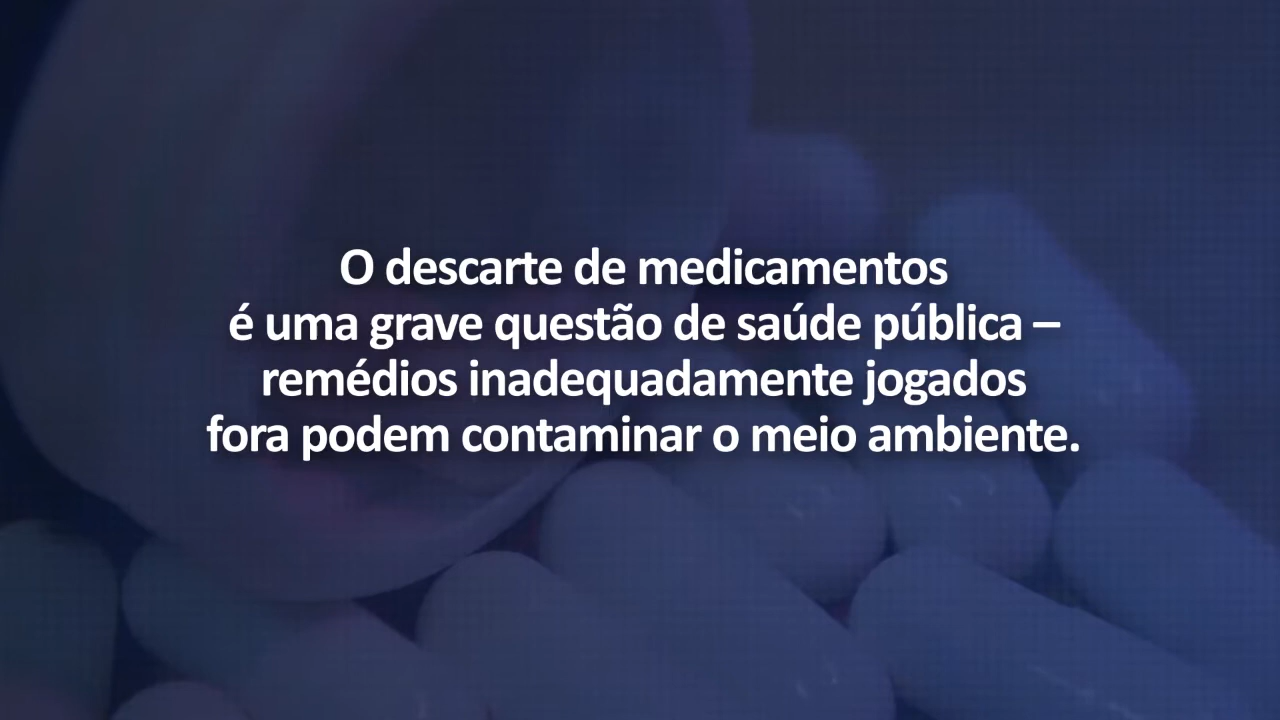 O descarte de medicamentos
é uma grave questão de saúde pública –
remédios inadequadamente jogados
fora podem contaminar o meio ambiente.